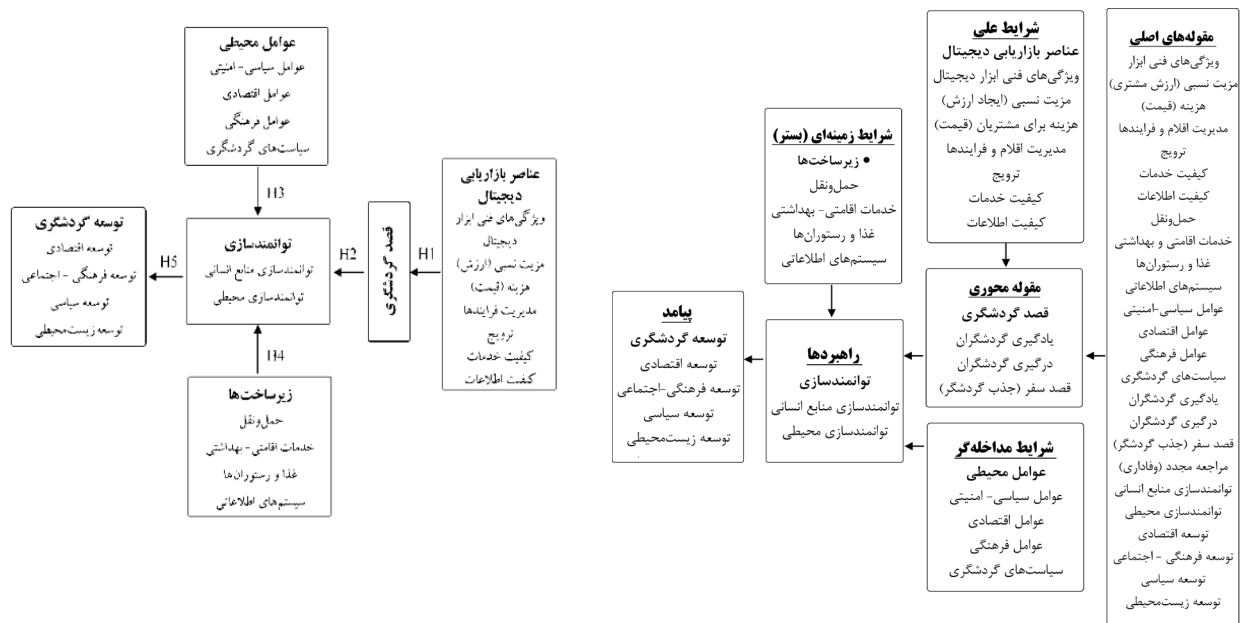 مقوله‌های اصلی
ویژگی‌های فنی ابزار
مزیت نسبی (ارزش مشتری)
هزینه (قیمت)
مدیریت اقلام و فرایندها
ترویج
کیفیت خدمات
کیفیت اطلاعات
حمل‌ونقل
خدمات اقامتی و بهداشتی
غذا و رستوران‌ها
سیستم‌های اطلاعاتی
عوامل سیاسی-امنیتی
عوامل اقتصادی
عوامل فرهنگی
سیاست‌های گردشگری
یادگیری گردشگران
درگیری گردشگران
قصد سفر (جذب گردشگر)
مراجعه مجدد (وفاداری)
توانمندسازی منابع انسانی
توانمندسازی محیطی
توسعه اقتصادی
توسعه فرهنگی - اجتماعی
توسعه سیاسی
توسعه زیست‌محیطی
شرایط علی
عناصر بازاریابی دیجیتال
ویژگی‌های فنی ابزار دیجیتال
مزیت نسبی (ایجاد ارزش)
هزینه برای مشتریان (قیمت)
مدیریت اقلام و فرایندها
ترویج
کیفیت خدمات
کیفیت اطلاعات
مقوله محوری
قصد گردشگری
یادگیری گردشگران
درگیری گردشگران
قصد سفر (جذب گردشگر)
شرایط مداخله‌گر
عوامل محیطی
عوامل سیاسی- امنیتی
عوامل اقتصادی
عوامل فرهنگی
سیاست‌های گردشگری
شرایط زمینه‌ای (بستر)
• زیرساخت‌ها
حمل‌ونقل
خدمات اقامتی- بهداشتی
غذا و رستوران‌ها
سیستم‌های اطلاعاتی
راهبردها
توانمندسازی
توانمندسازی منابع انسانی
توانمندسازی محیطی
پیامد
توسعه گردشگری
توسعه اقتصادی
توسعه فرهنگی-اجتماعی
توسعه سیاسی
توسعه زیست‌محیطی
عناصر بازاریابی
دیجیتال
ویژگی‌های فنی ابزار
دیجیتال
مزیت نسبی (ارزش)
هزینه (قیمت)
مدیریت فرایندها
ترویج
کیفیت خدمات
کیفیت اطلاعات
H1
قصد گردشگری
H2
عوامل محیطی
عوامل سیاسی- امنیتی
عوامل اقتصادی
عوامل فرهنگی
سیاست‌های گردشگری
H3
توانمندسازی
توانمندسازی منابع انسانی
توانمندسازی محیطی
H4
زیرساخت‌ها
حمل‌ونقل
خدمات اقامتی- بهداشتی
غذا و رستوران‌ها
سیستم‌های اطلاعاتی
H5
توسعه گردشگری
توسعه اقتصادی
توسعه فرهنگی - اجتماعی
توسعه سیاسی
توسعه زیست‌محیطی